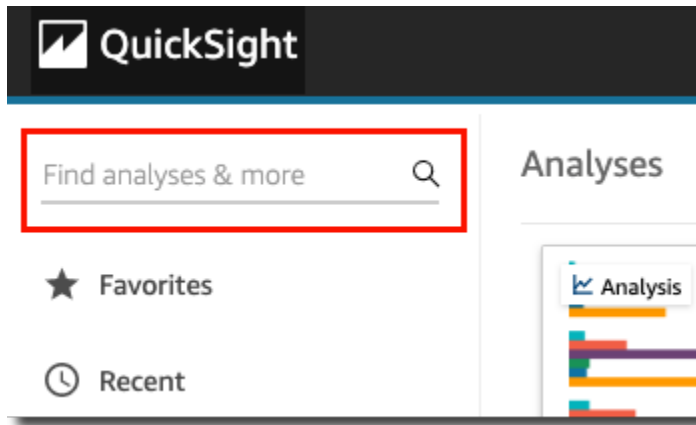 QuickSight
Find analyses & more
Analyses
Favorites
Analysis
Recent